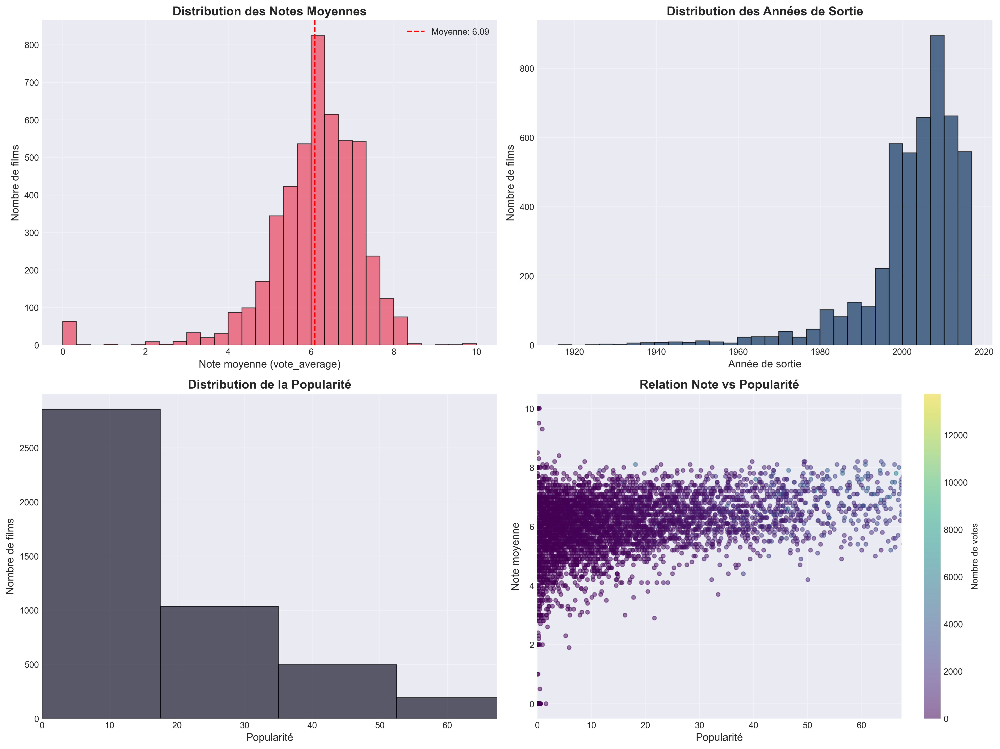 Distribution des Notes Moyennes
Moyenne: 6.09
800
700
600
500
400
300
200
100
0
0 2 4 6 8 10
Nombre de films
Note moyenne (vote_average)
Distribution des Années de Sortie
800
600
400
200
0
1920 1940 1960 1980 2000 2020
Nombre de films
Année de sortie
Distribution de la Popularité
2500
2000
1500
1000
500
0
0 10 20 30 40 50 60
Nombre de films
Popularité
Relation Note vs Popularité
10
8
6
4
2
0
0 10 20 30 40 50 60
Note moyenne
Popularité
12000
10000
8000
6000
4000
2000
0
Nombre de votes